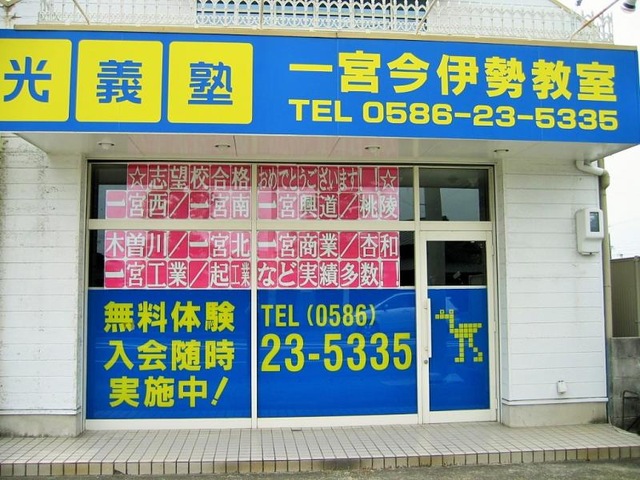 光義塾
一宮今伊勢教室
TEL 0586-23-5335
☆志望校合格おめでとうございます!☆
一宮西/一宮南一宮興道/桃陵
木曽川/一宮北一宮商業/杏和
一宮工業/起工業など実績多数!
無料体験
入会随時
実施中!
TEL (0586)
23-5335